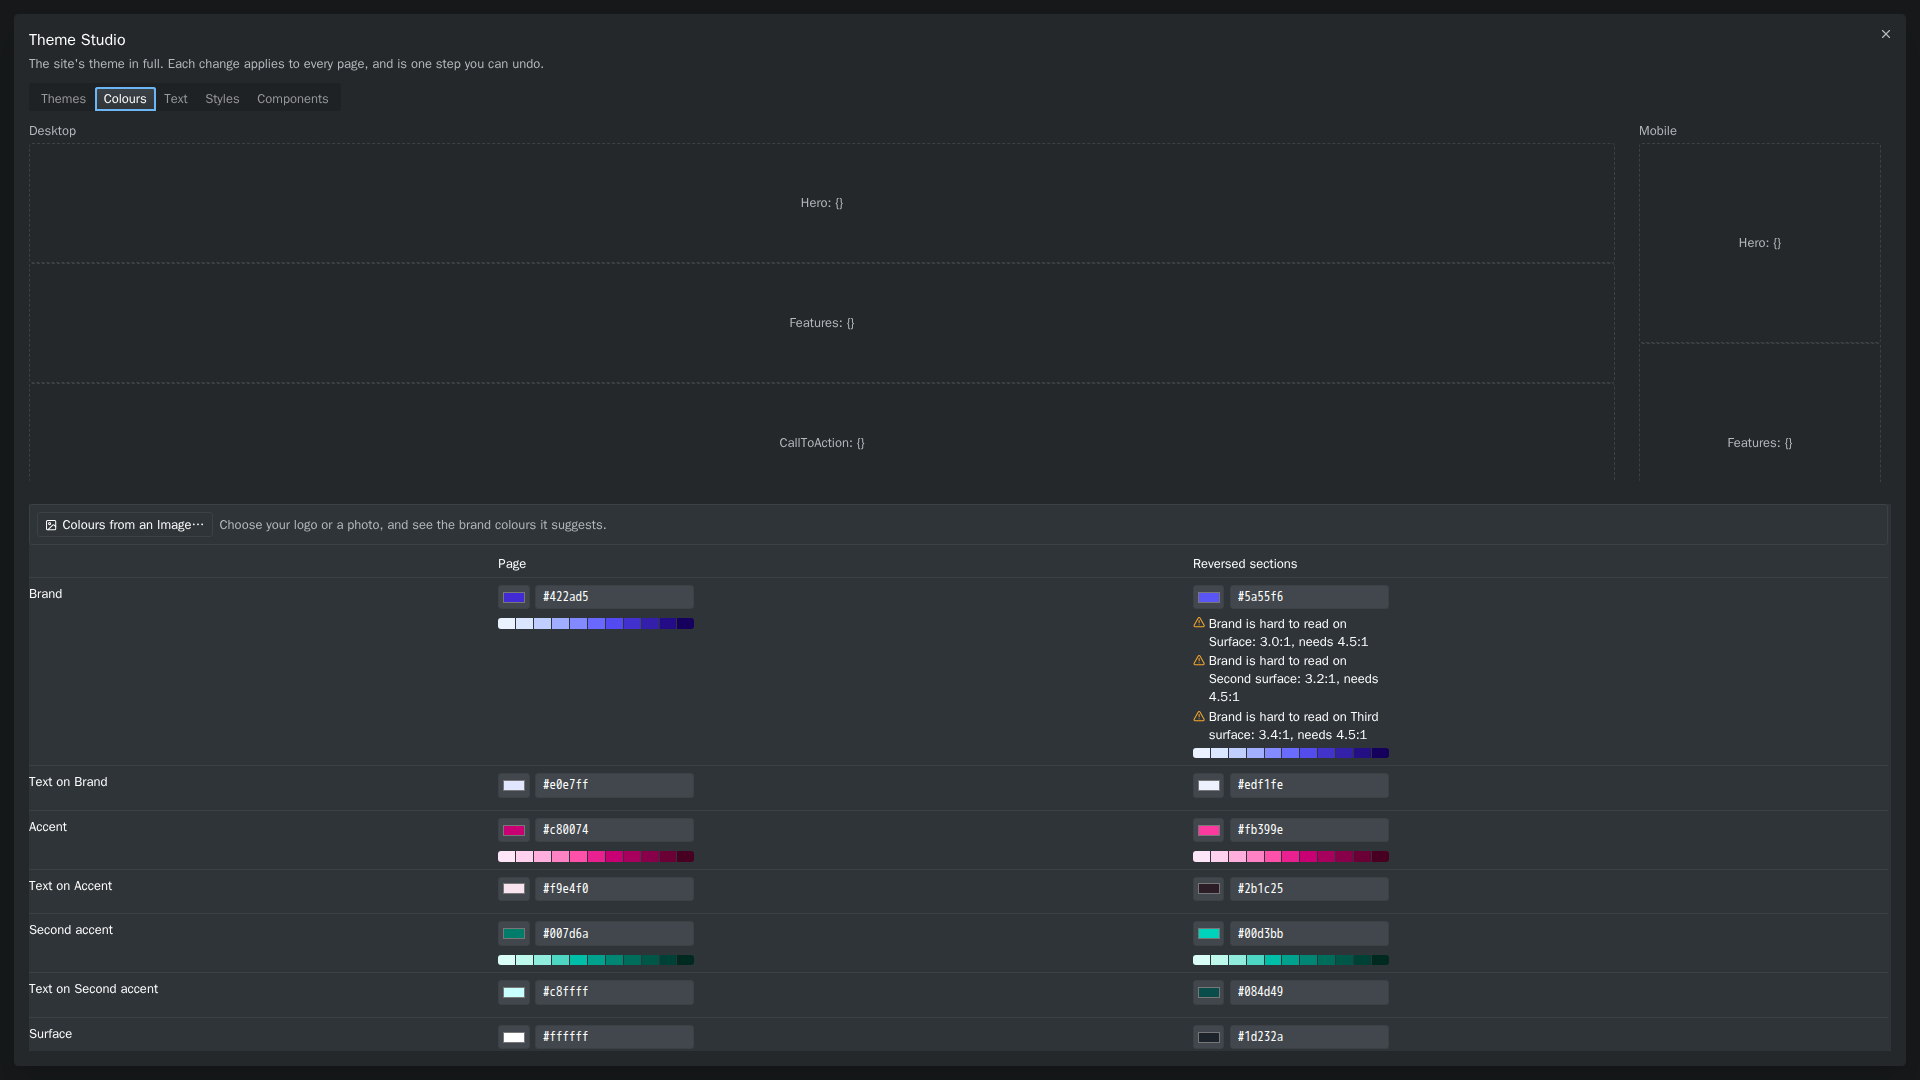 Theme Studio
The site's theme in full. Each change applies to every page, and is one step you can undo.
Themes
Colours
Text
Styles
Components
Desktop
Mobile
Hero: {}
Hero: {}
Features: {}
CallToAction: {}
Features: {}
Colours from an Image⋯
Choose your logo or a photo, and see the brand colours it suggests.
Page
Reversed sections
Brand
#422ad5
#5a55f6
Brand is hard to read on
Surface: 3.0:1, needs 4.5:1
Brand is hard to read on
Second surface: 3.2:1, needs
4.5:1
Brand is hard to read on Third
surface: 3.4:1, needs 4.5:1
Text on Brand
#e0e7ff
#edf1fe
Accent
#c80074
#fb399e
Text on Accent
#f9e4f0
#2b1c25
Second accent
#007d6a
#00d3bb
Text on Second accent
#c8ffff
#084d49
Surface
#ffffff
#1d232a